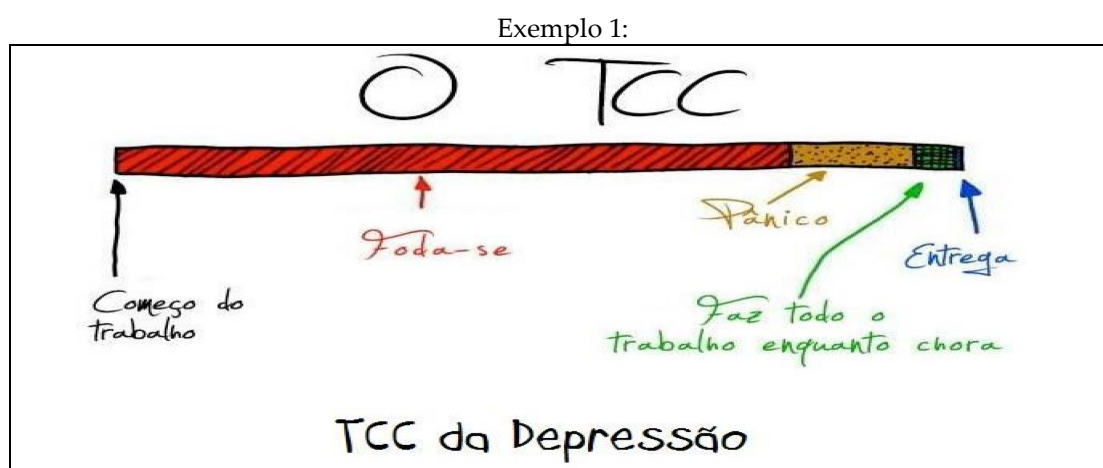 Exemplo 1:
O TCC
Foda-se
Pânico
Entrega
Começo do
trabalho
Faz todo o
trabalho enquanto chora
TCC da Depressão